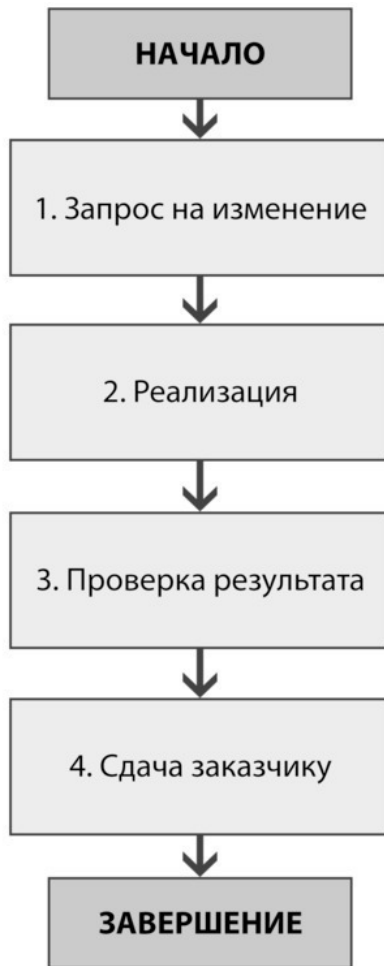 НАЧАЛО
1. Запрос на изменение
2. Реализация
3. Проверка результата
4. Сдача заказчику
ЗАВЕРШЕНИЕ